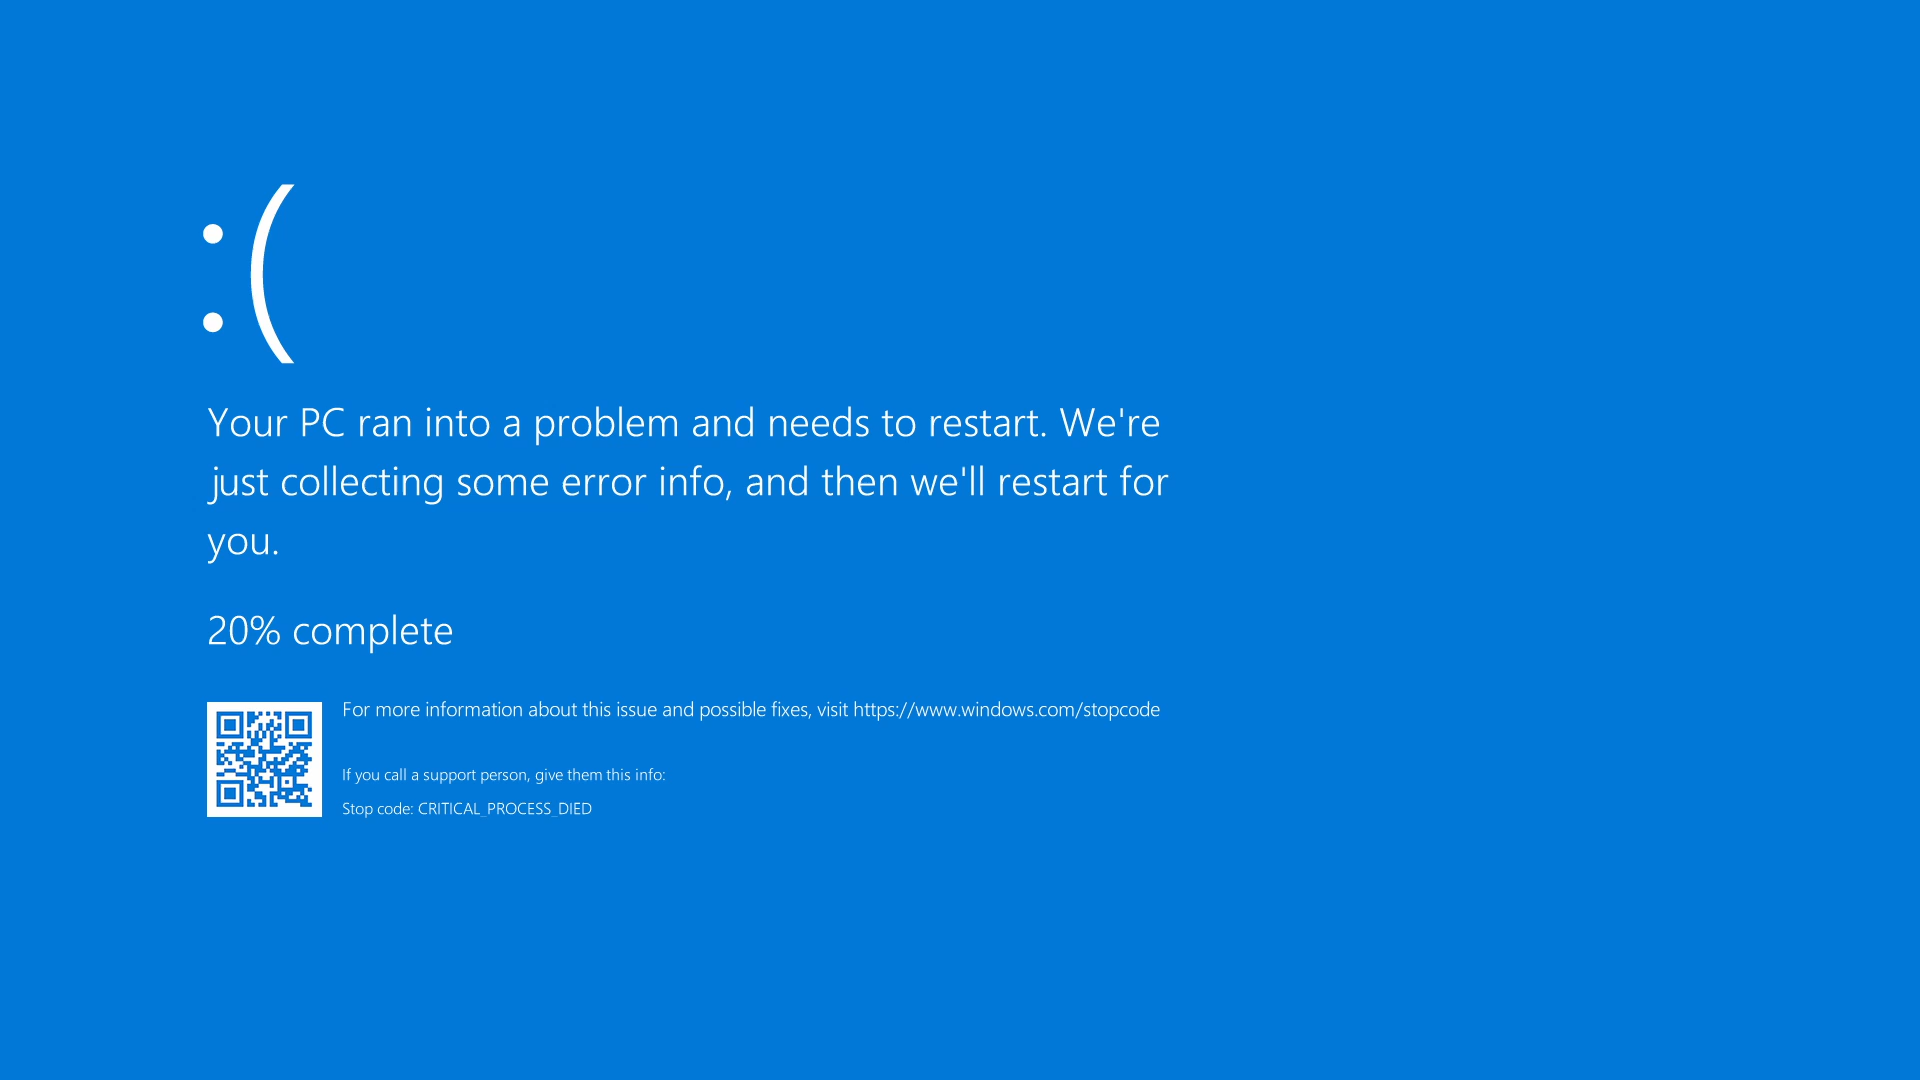 :(
Your PC ran into a problem and needs to restart. We're
just collecting some error info, and then we'll restart for
you.
20% complete
For more information about this issue and possible fixes, visit https://www.windows.com/stopcode
If you call a support person, give them this info:
Stop code: CRITICAL_PROCESS_DIED